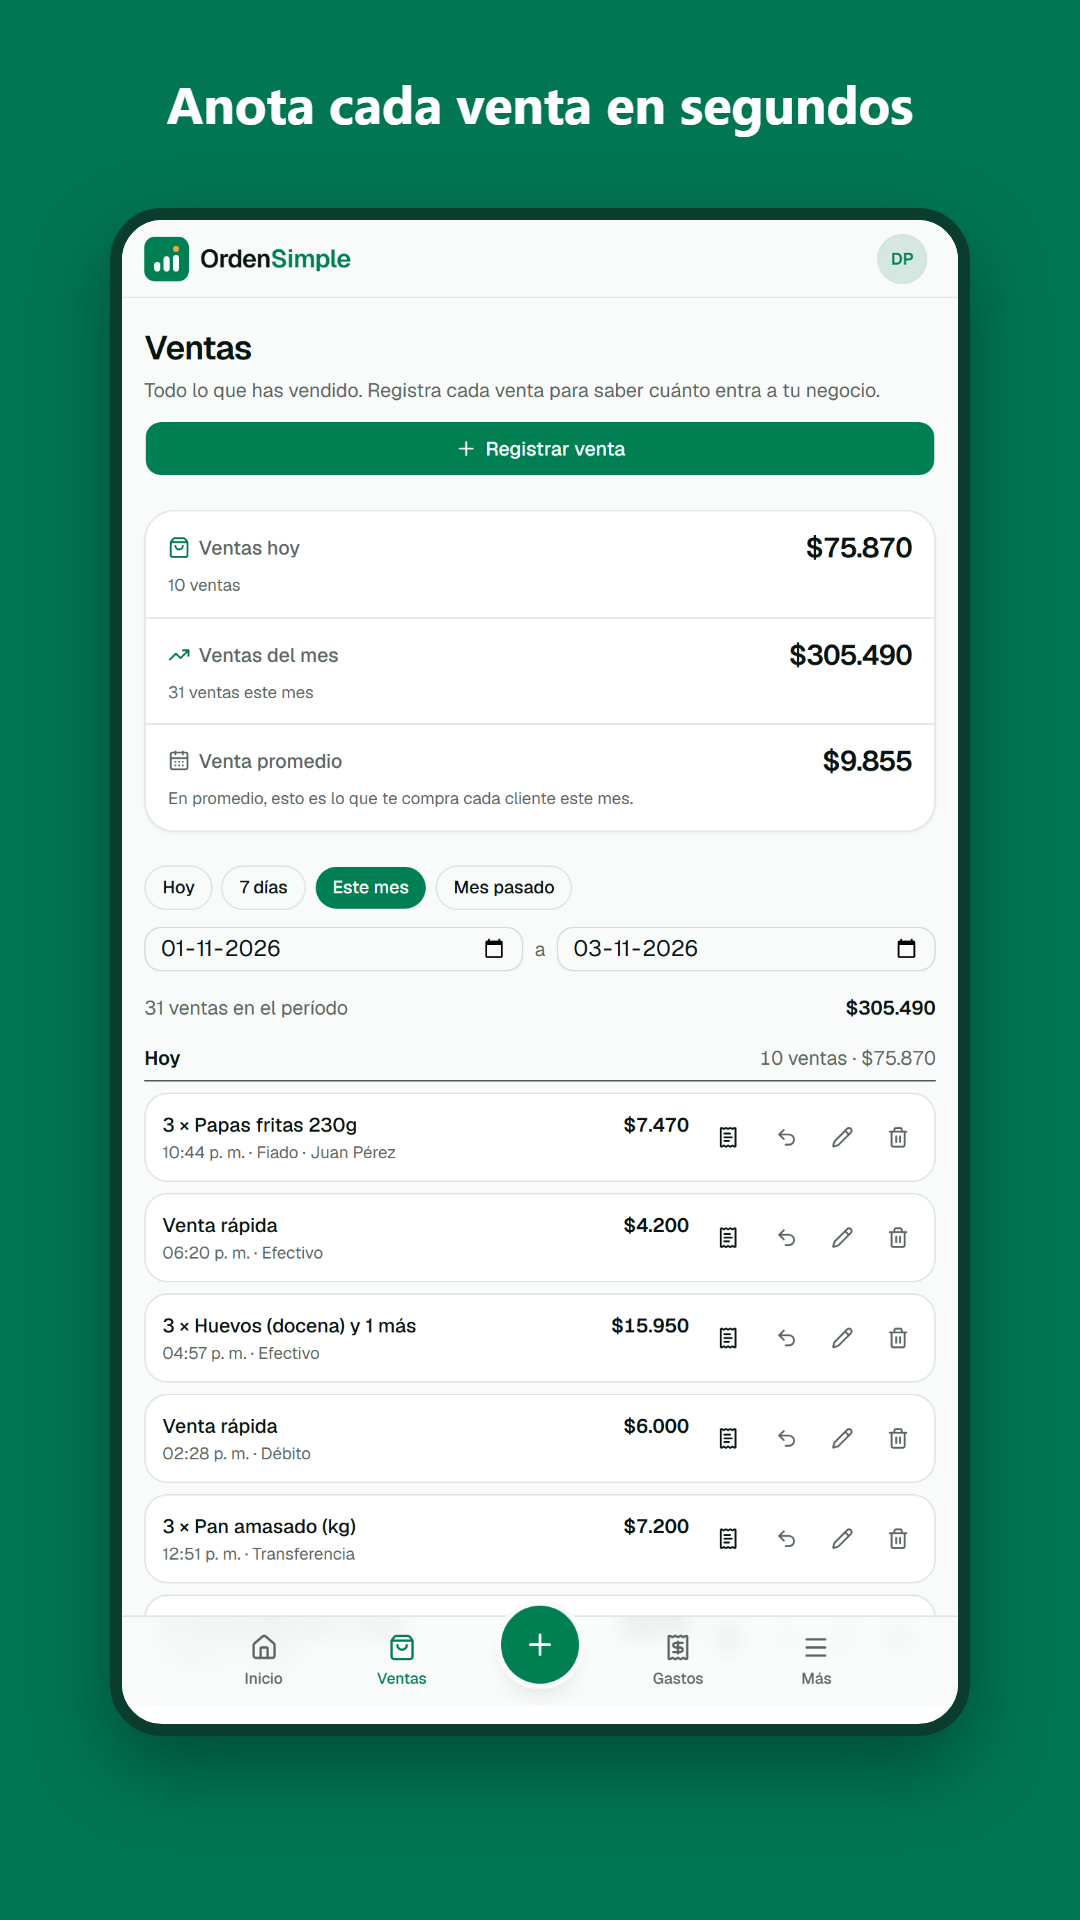 Anota cada venta en segundos
OrdenSimple
DP
Ventas
Todo lo que has vendido. Registra cada venta para saber cuánto entra a tu negocio.
+ Registrar venta
Ventas hoy $75.870
10 ventas
Ventas del mes $305.490
31 ventas este mes
Venta promedio $9.855
En promedio, esto es lo que te compra cada cliente este mes.
Hoy 7 días Este mes Mes pasado
01-11-2026 a 03-11-2026
31 ventas en el período $305.490
Hoy 10 ventas · $75.870
3 × Papas fritas 230g $7.470
10:44 p. m. · Fiado · Juan Pérez
Venta rápida $4.200
06:20 p. m. · Efectivo
3 × Huevos (docena) y 1 más $15.950
04:57 p. m. · Efectivo
Venta rápida $6.000
02:28 p. m. · Débito
3 × Pan amasado (kg) $7.200
12:51 p. m. · Transferencia
Inicio Ventas + Gastos Más